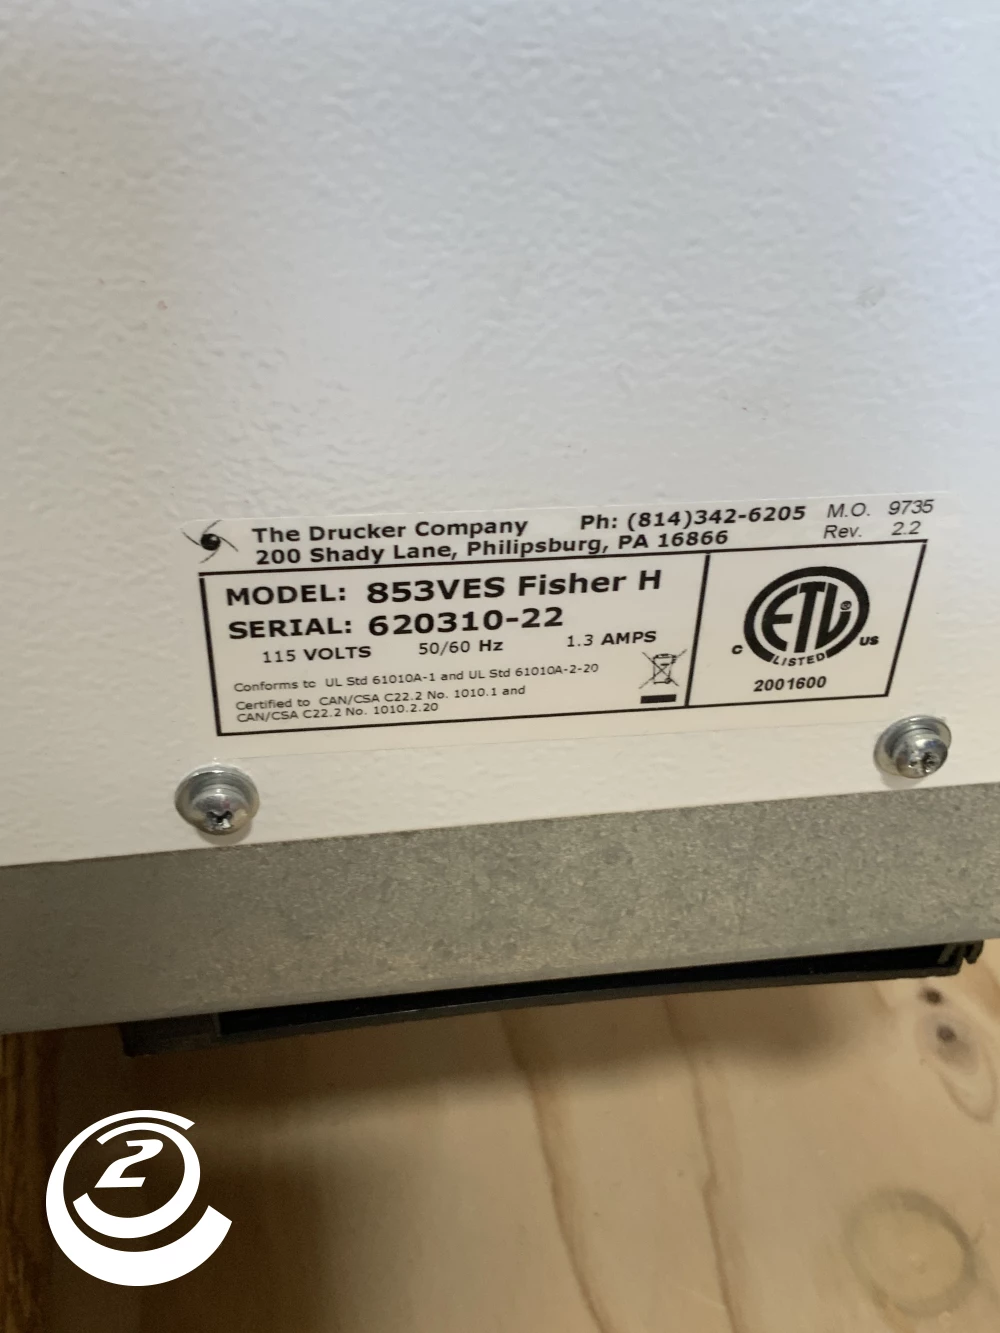 The Drucker Company Ph: (814)342-6205 M.O. 9735
200 Shady Lane, Philipsburg, PA 16866 Rev. 2.2
MODEL: 853VES Fisher H
SERIAL: 620310-22
115 VOLTS 50/60 Hz 1.3 AMPS
Conforms to UL Std 61010A-1 and UL Std 61010A-2-20
Certified to CAN/CSA C22.2 No. 1010.1 and
CAN/CSA C22.2 No. 1010.2.20
ETL ®
C LISTED US
2001600
2